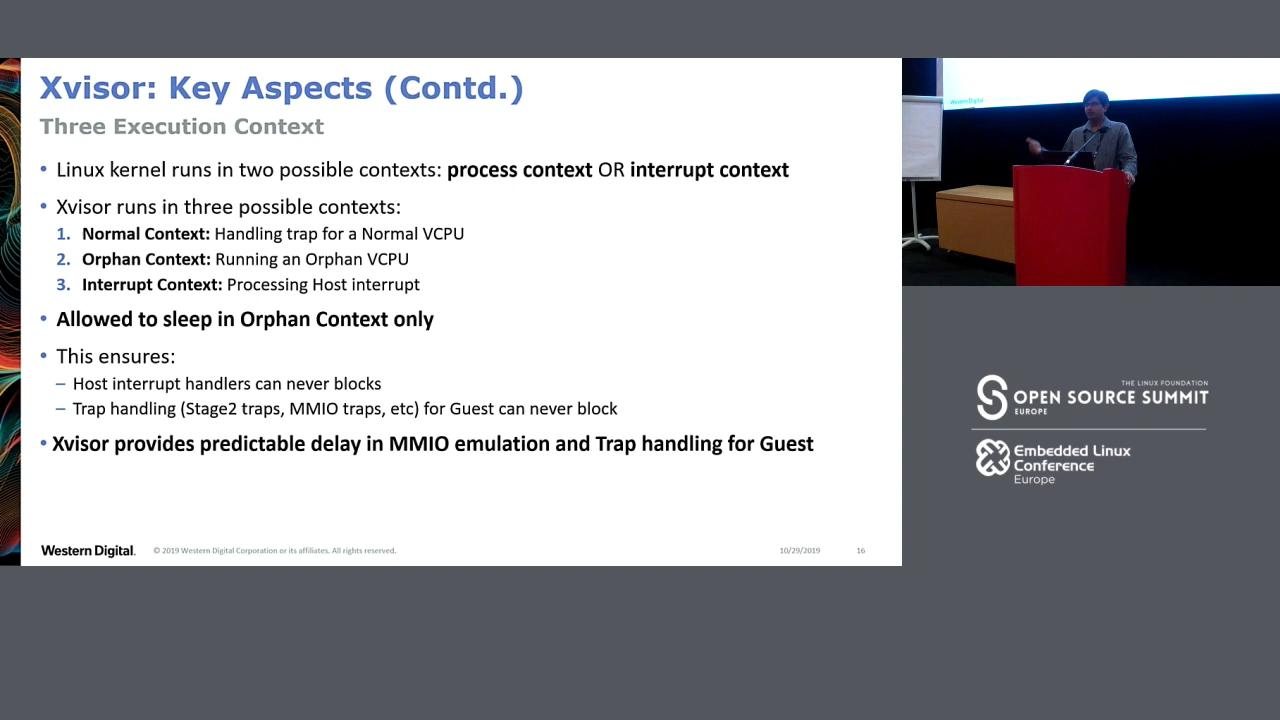 Xvisor: Key Aspects (Contd.)
Three Execution Context
• Linux kernel runs in two possible contexts: process context OR interrupt context
• Xvisor runs in three possible contexts:
1. Normal Context: Handling trap for a Normal VCPU
2. Orphan Context: Running an Orphan VCPU
3. Interrupt Context: Processing Host interrupt
• Allowed to sleep in Orphan Context only
• This ensures:
– Host interrupt handlers can never blocks
– Trap handling (Stage2 traps, MMIO traps, etc) for Guest can never block
• Xvisor provides predictable delay in MMIO emulation and Trap handling for Guest
Western Digital.
© 2019 Western Digital Corporation or its affiliates. All rights reserved.
10/29/2019
16
Western Digital
THE LINUX FOUNDATION
OPEN SOURCE SUMMIT
EUROPE
Embedded Linux
Conference
Europe